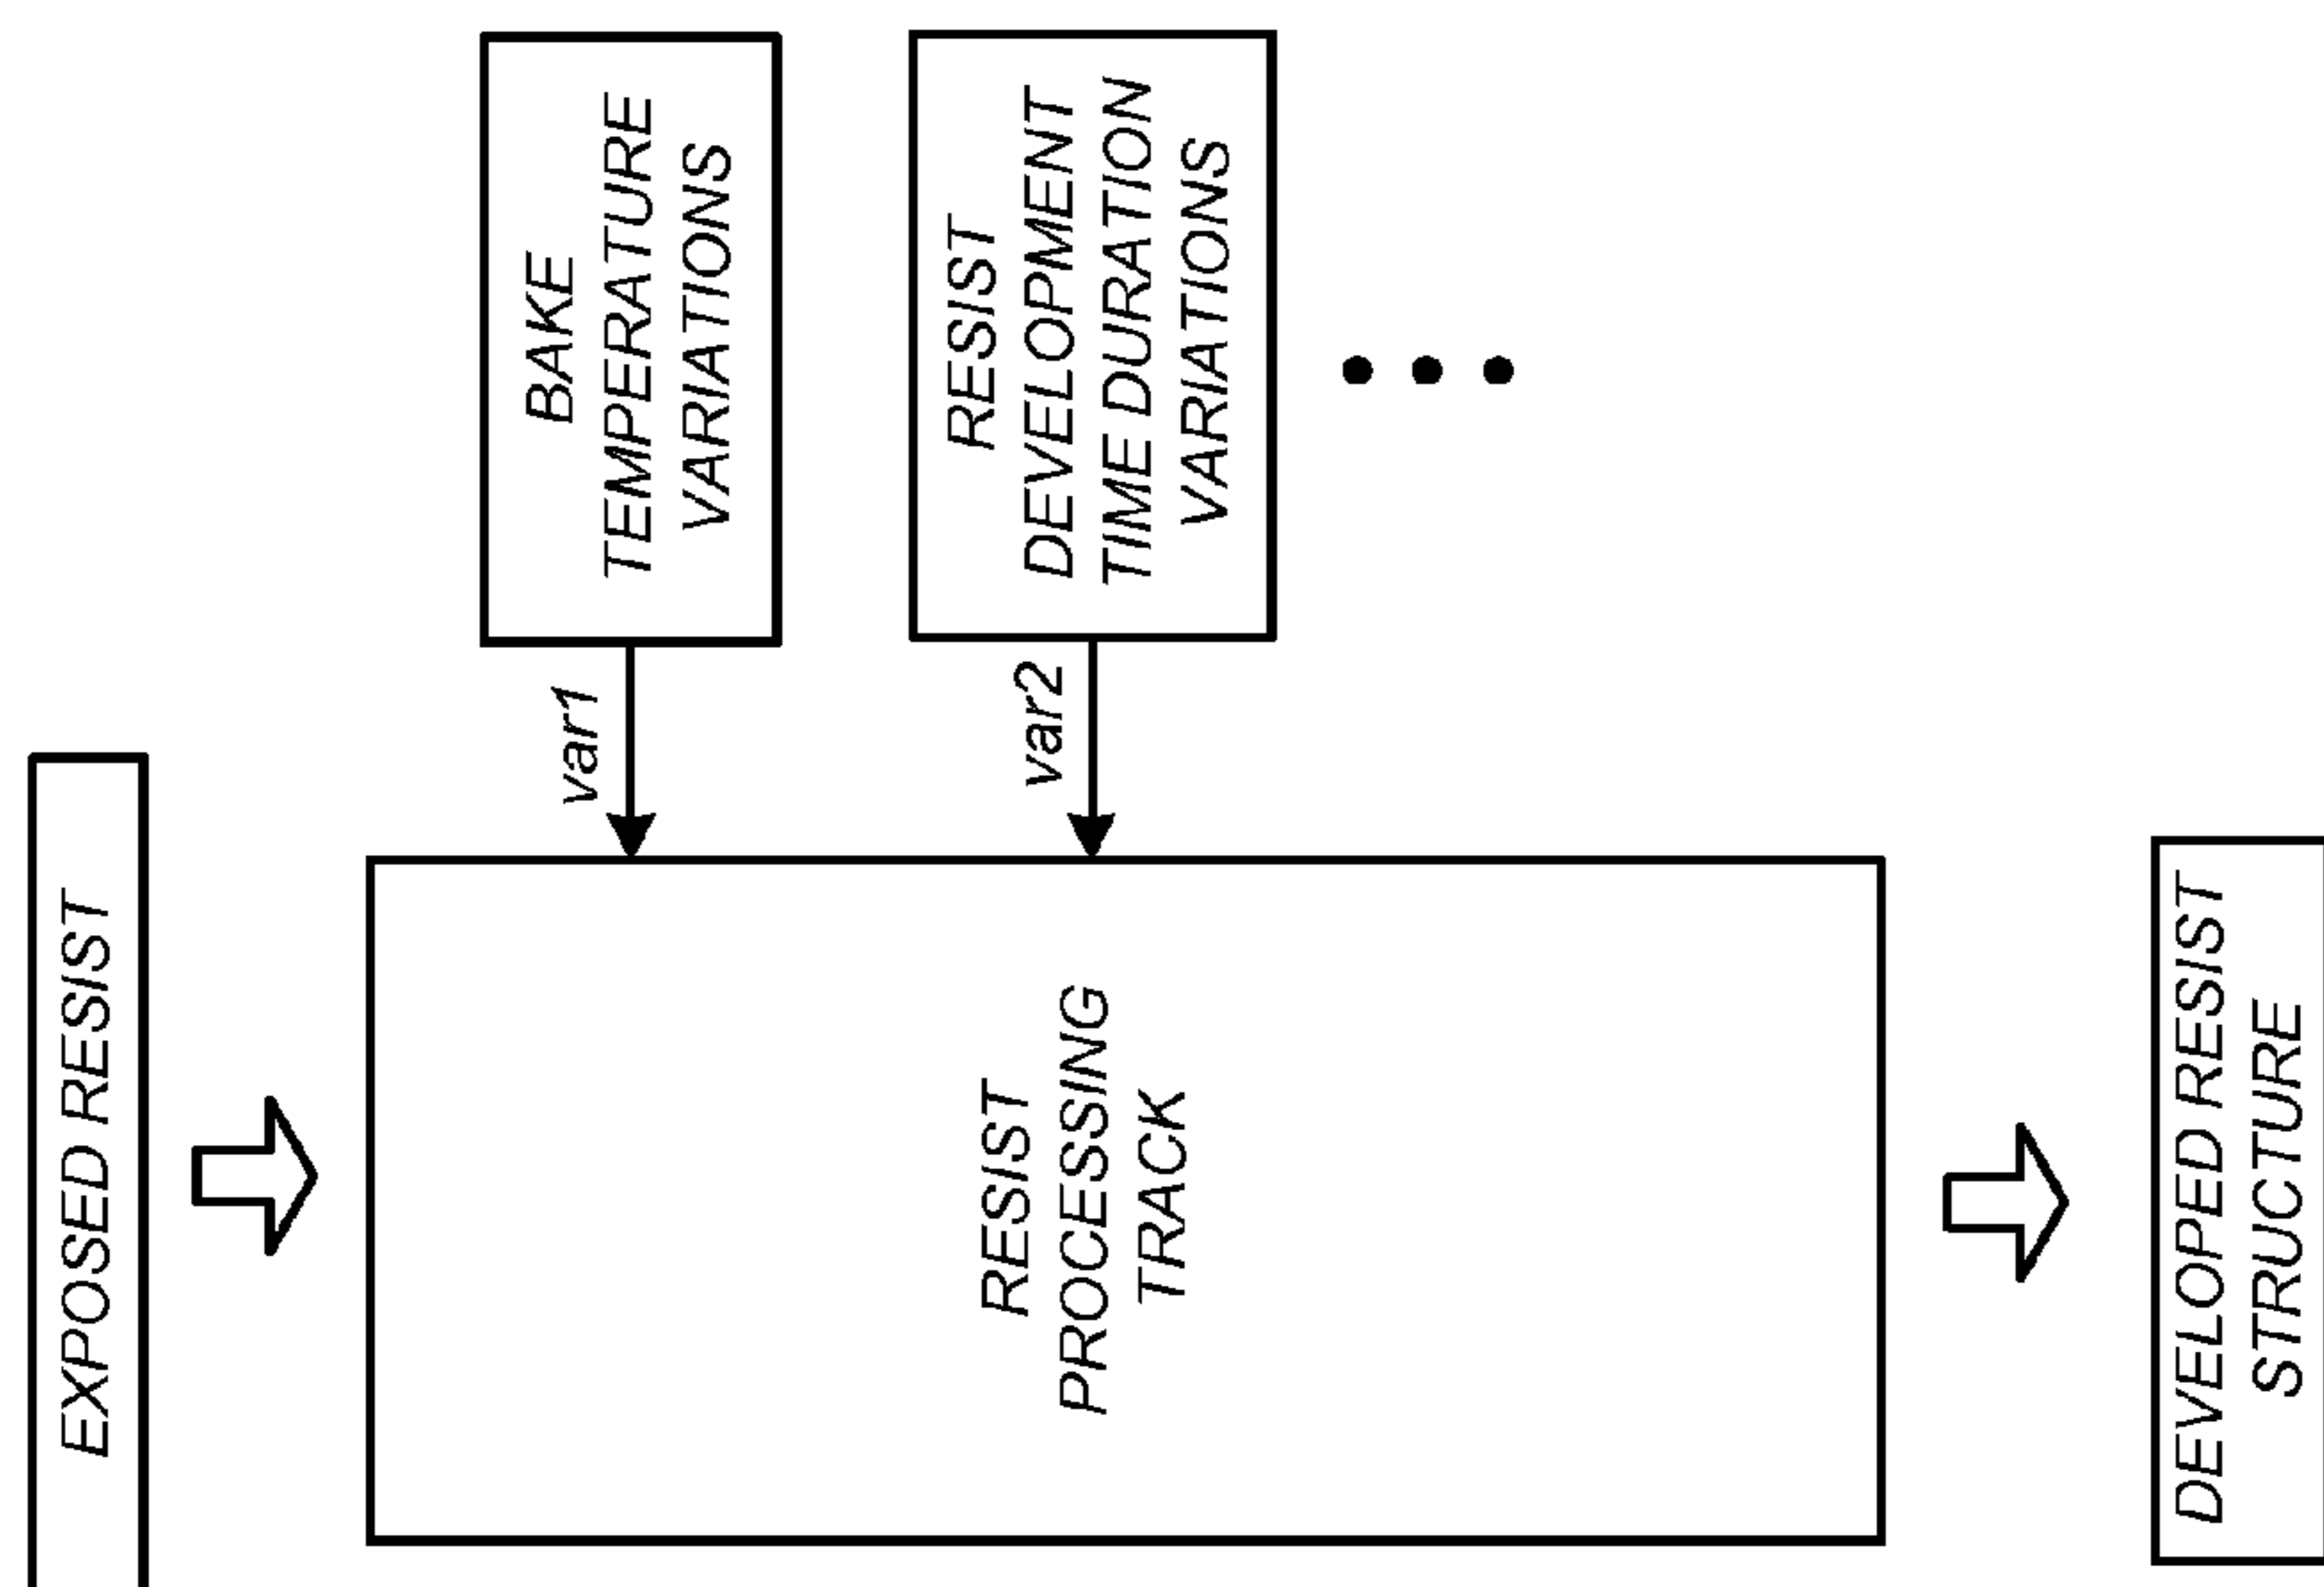 EXPOSED RESIST
BAKE
TEMPERATURE
VARIATIONS
var1
RESIST
DEVELOPMENT
TIME DURATION
VARIATIONS
var2
RESIST
PROCESSING
TRACK
DEVELOPED RESIST
STRUCTURE